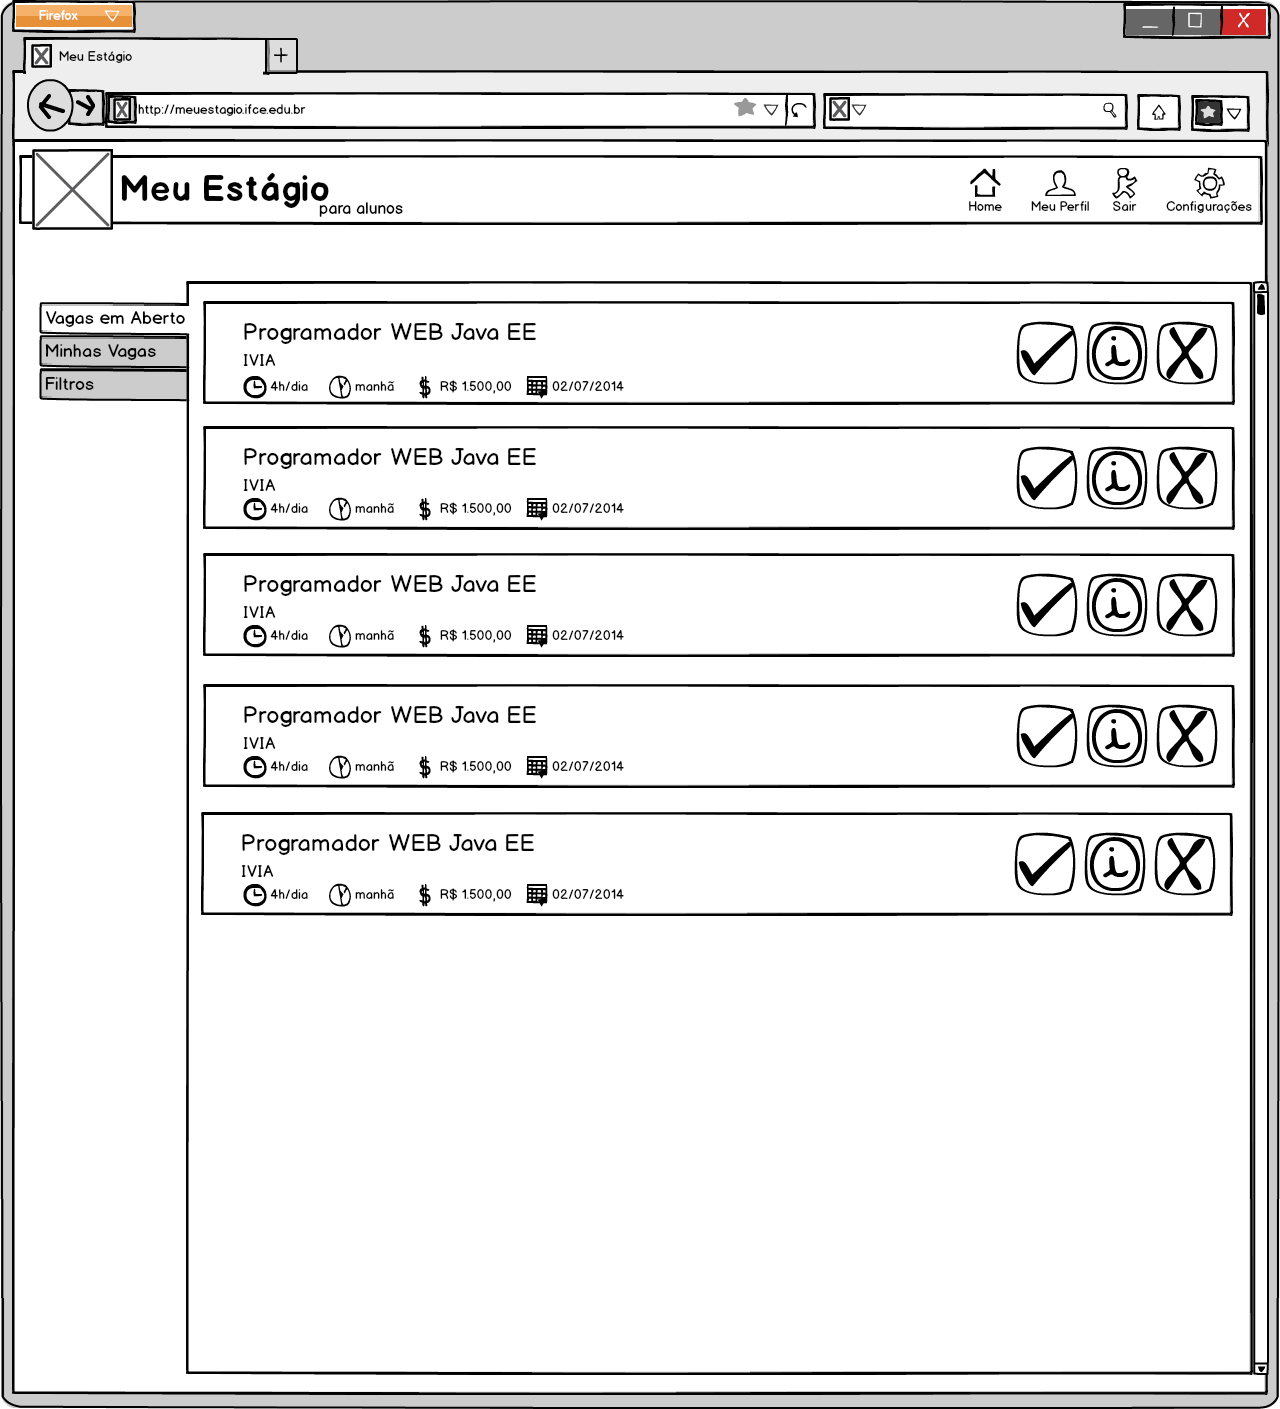 Firefox
Meu Estágio
http://meuestagio.ifce.edu.br
Meu Estágio
para alunos
Home Meu Perfil Sair Configurações
Vagas em Aberto
Minhas Vagas
Filtros
Programador WEB Java EE
IVIA
4h/dia manhã R$ 1.500,00 02/07/2014
Programador WEB Java EE
IVIA
4h/dia manhã R$ 1.500,00 02/07/2014
Programador WEB Java EE
IVIA
4h/dia manhã R$ 1.500,00 02/07/2014
Programador WEB Java EE
IVIA
4h/dia manhã R$ 1.500,00 02/07/2014
Programador WEB Java EE
IVIA
4h/dia manhã R$ 1.500,00 02/07/2014